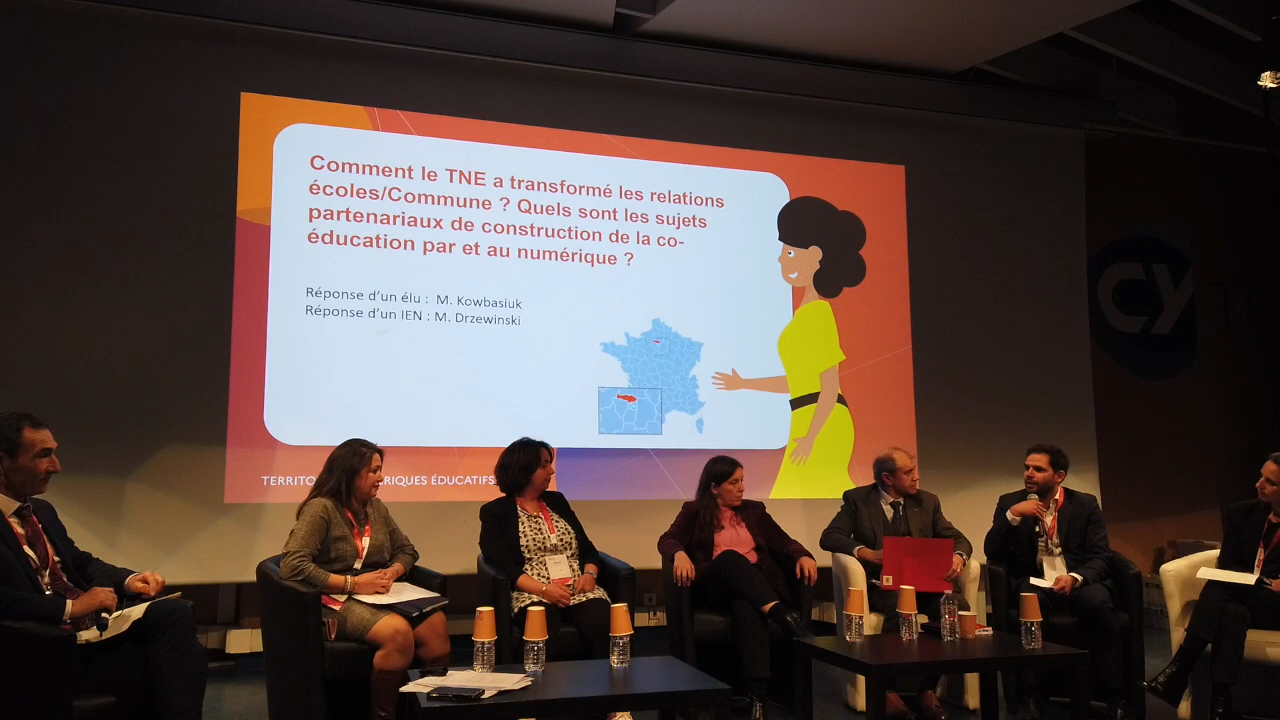 Comment le TNE a transformé les relations
écoles/Commune ? Quels sont les sujets
partenariaux de construction de la co-
éducation par et au numérique ?
Réponse d'un élu : M. Kowbasiuk
Réponse d'un IEN : M. Drzewinski
TERRITO RIQUES ÉDUCATIFS
CY